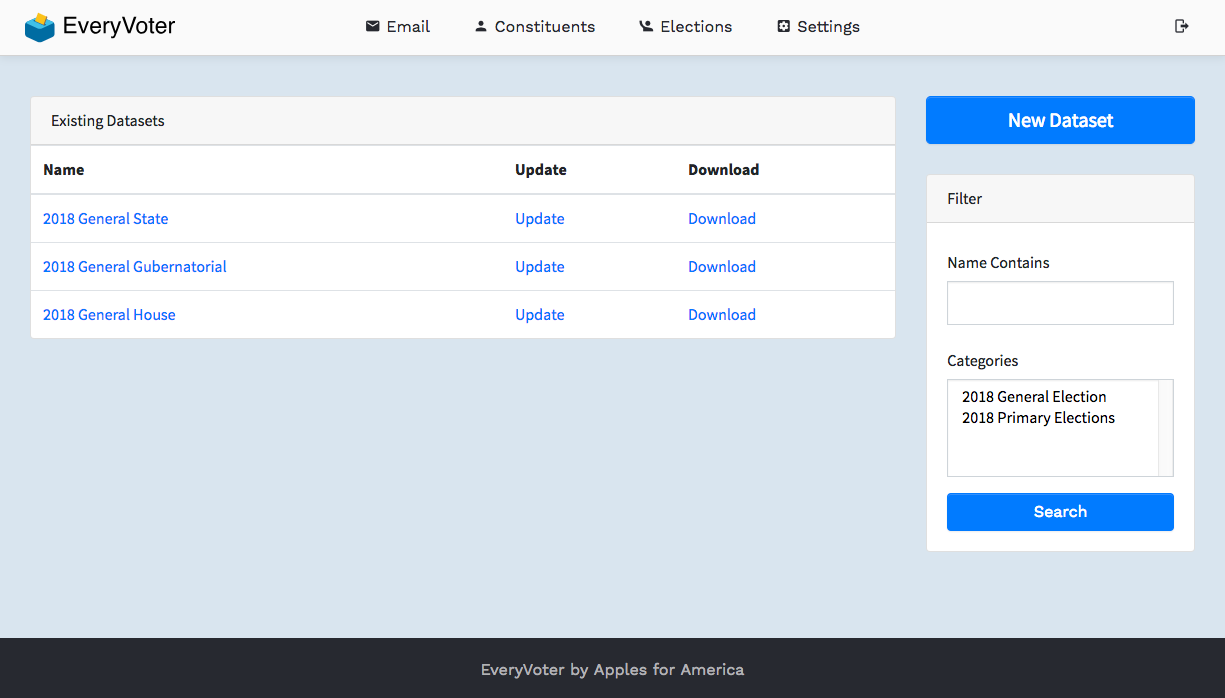 EveryVoter Email Constituents Elections Settings
Existing Datasets
Name Update Download
2018 General State Update Download
2018 General Gubernatorial Update Download
2018 General House Update Download
New Dataset
Filter
Name Contains
Categories
2018 General Election
2018 Primary Elections
Search
EveryVoter by Apples for America